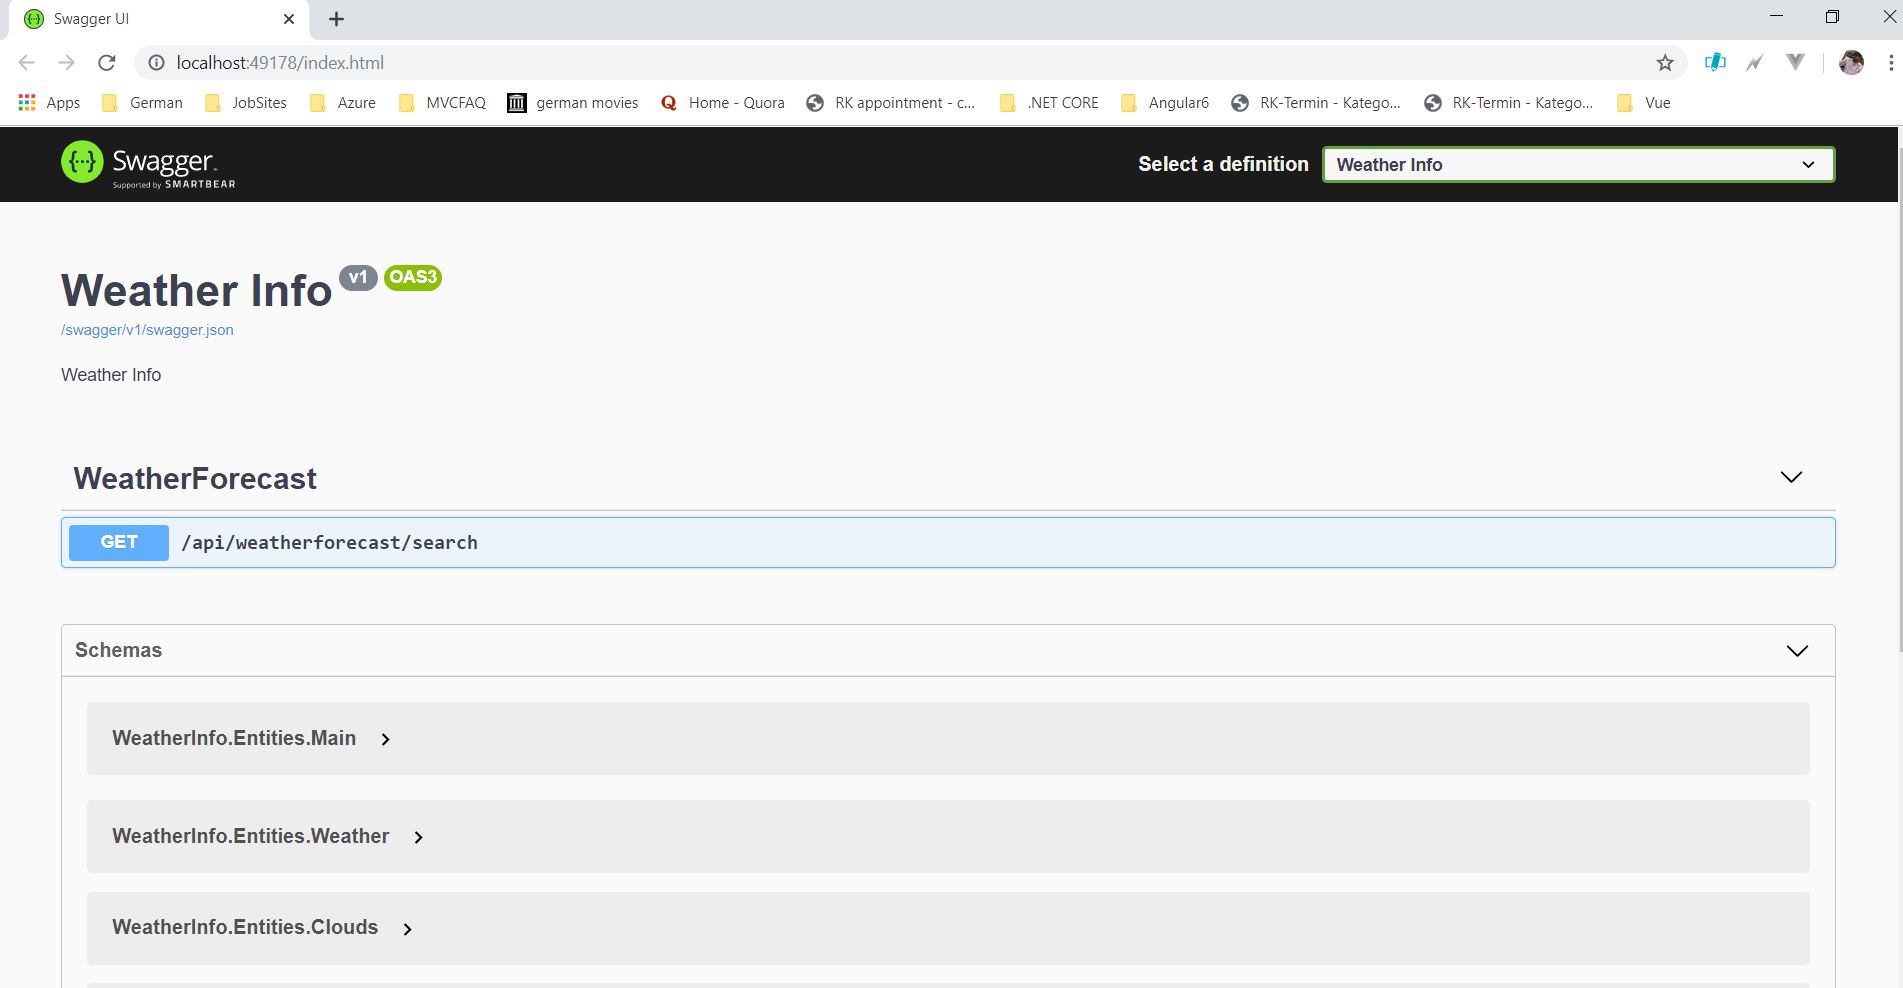 Swagger UI
localhost:49178/index.html
Apps German JobSites Azure MVCFAQ german movies Home - Quora RK appointment - c... .NET CORE Angular6 RK-Termin - Katego... RK-Termin - Katego... Vue
Swagger.
Supported by SMARTBEAR
Select a definition Weather Info
Weather Info v1 OAS3
/swagger/v1/swagger.json
Weather Info
WeatherForecast
GET /api/weatherforecast/search
Schemas
WeatherInfo.Entities.Main
WeatherInfo.Entities.Weather
WeatherInfo.Entities.Clouds